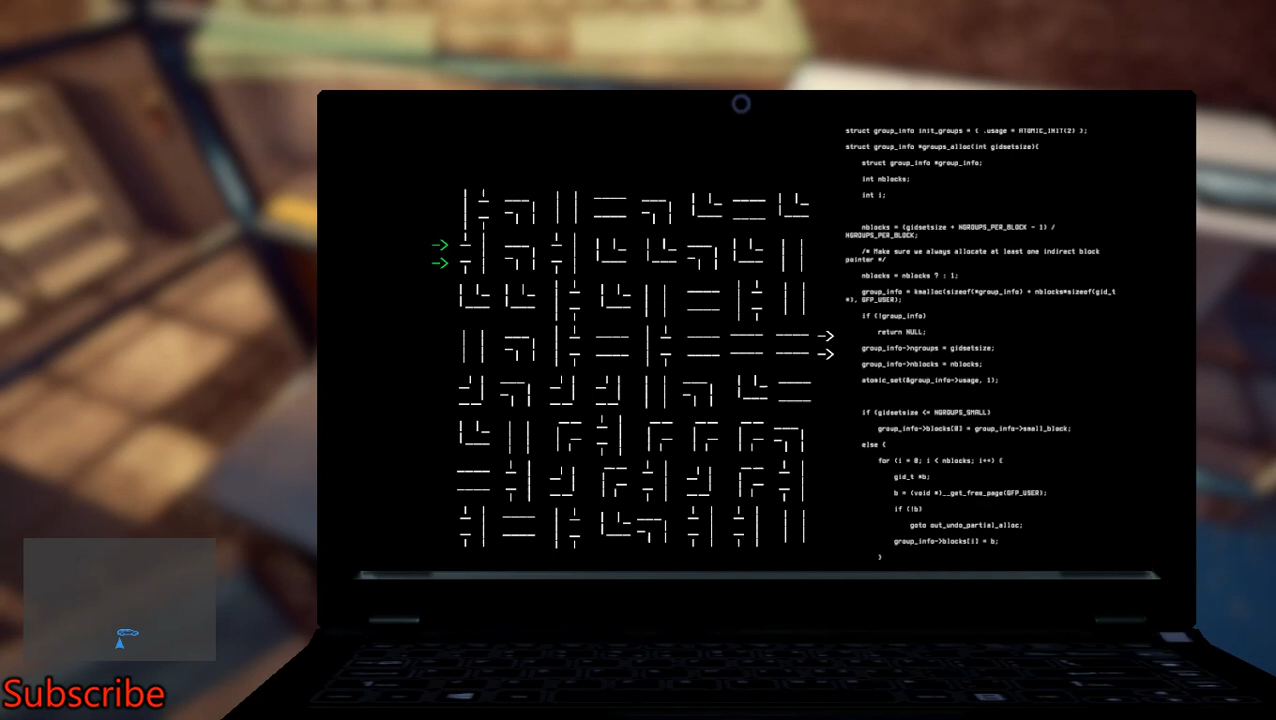 struct group_info init_groups = { .usage = ATOMIC_INIT(2) };
struct group_info *groups_alloc(int gidsetsize){
struct group_info *group_info;
int nblocks;
int i;
nblocks = (gidsetsize + NGROUPS_PER_BLOCK - 1) /
NGROUPS_PER_BLOCK;
/* Make sure we always allocate at least one indirect block
pointer */
nblocks = nblocks ? : 1;
group_info = kmalloc(sizeof(*group_info) + nblocks*sizeof(gid_t
*), GFP_USER);
if (!group_info)
return NULL;
group_info->ngroups = gidsetsize;
group_info->nblocks = nblocks;
atomic_set(&group_info->usage, 1);
if (gidsetsize <= NGROUPS_SMALL)
group_info->blocks[0] = group_info->small_block;
else {
for (i = 0; i < nblocks; i++) {
gid_t *b;
b = (void *)__get_free_page(GFP_USER);
if (!b)
goto out_undo_partial_alloc;
group_info->blocks[i] = b;
}
Subscribe